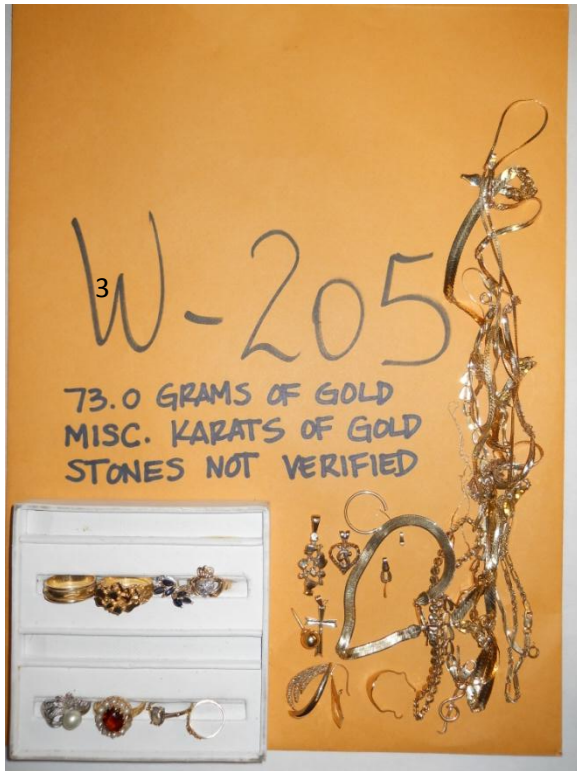 W-205
3
73.0 GRAMS OF GOLD
MISC. KARATS OF GOLD
STONES NOT VERIFIED